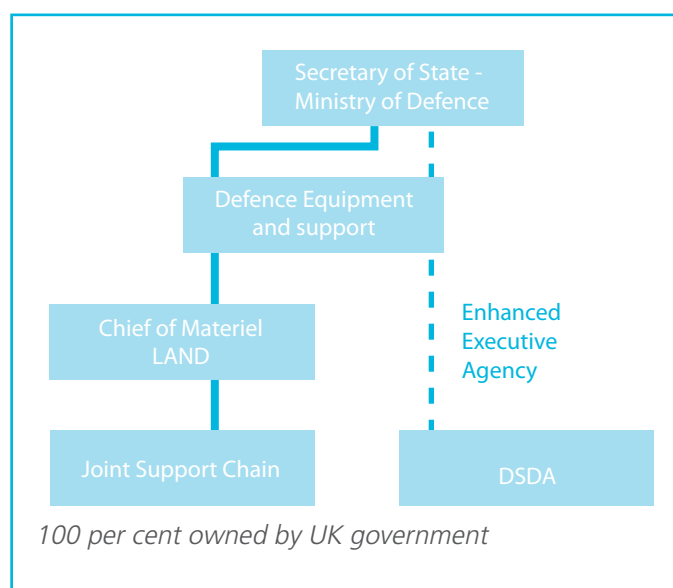 Secretary of State -
Ministry of Defence
Defence Equipment
and support
Chief of Materiel
LAND
Enhanced
Executive
Agency
Joint Support Chain
DSDA
100 per cent owned by UK government